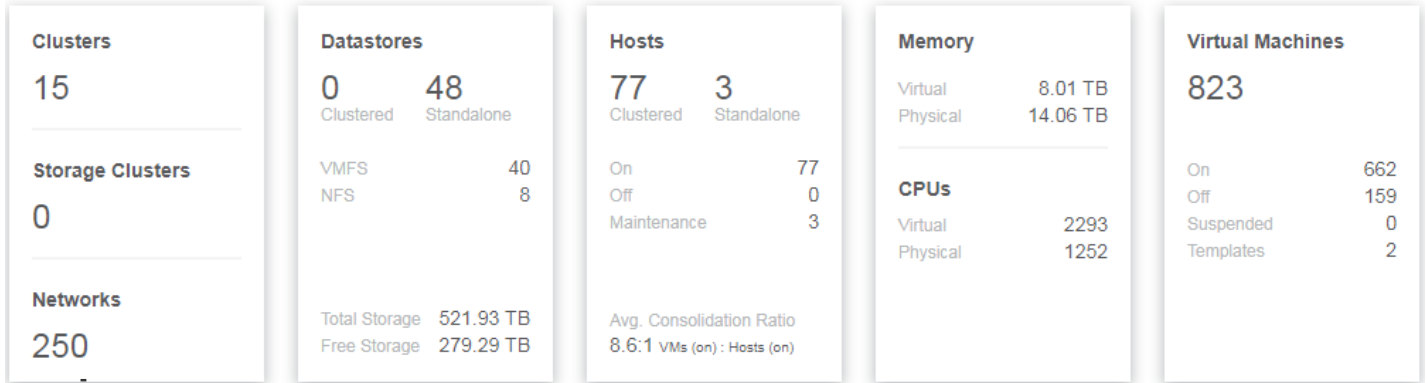 Clusters
15
Storage Clusters
0
Networks
250
Datastores
0 48
Clustered Standalone
VMFS 40
NFS 8
Total Storage 521.93 TB
Free Storage 279.29 TB
Hosts
77 3
Clustered Standalone
On 77
Off 0
Maintenance 3
Avg. Consolidation Ratio
8.6:1 VMs (on) : Hosts (on)
Memory
Virtual 8.01 TB
Physical 14.06 TB
CPUs
Virtual 2293
Physical 1252
Virtual Machines
823
On 662
Off 159
Suspended 0
Templates 2